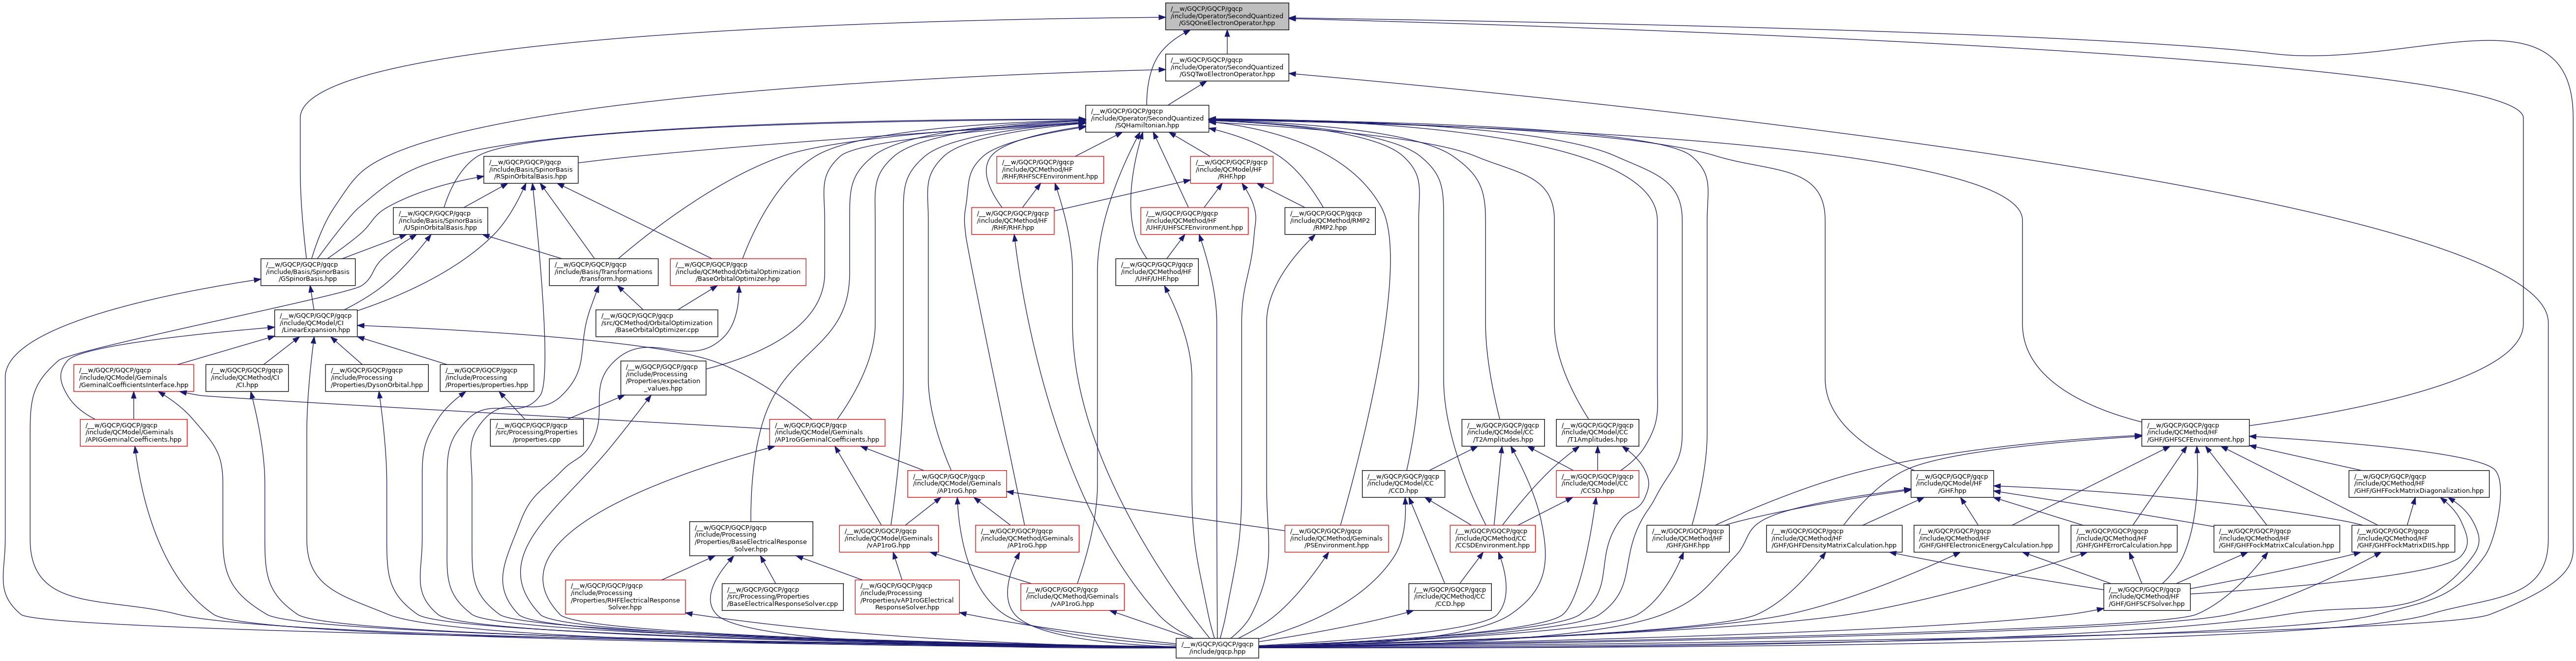 /__w/GQCP/GQCP/gqcp
/include/Operator/SecondQuantized
/GSQOneElectronOperator.hpp
/__w/GQCP/GQCP/gqcp
/include/Operator/SecondQuantized
/GSQTwoElectronOperator.hpp
/__w/GQCP/GQCP/gqcp
/include/Operator/SecondQuantized
/SQHamiltonian.hpp
/__w/GQCP/GQCP/gqcp
/include/Basis/SpinorBasis
/RSpinOrbitalBasis.hpp
/__w/GQCP/GQCP/gqcp
/include/QCMethod/HF
/RHF/RHFSCFEnvironment.hpp
/__w/GQCP/GQCP/gqcp
/include/QCModel/HF
/RHF.hpp
/__w/GQCP/GQCP/gqcp
/include/Basis/SpinorBasis
/USpinOrbitalBasis.hpp
/__w/GQCP/GQCP/gqcp
/include/QCMethod/HF
/RHF/RHF.hpp
/__w/GQCP/GQCP/gqcp
/include/QCMethod/HF
/UHF/UHFSCFEnvironment.hpp
/__w/GQCP/GQCP/gqcp
/include/QCMethod/RMP2
/RMP2.hpp
/__w/GQCP/GQCP/gqcp
/include/Basis/SpinorBasis
/GSpinorBasis.hpp
/__w/GQCP/GQCP/gqcp
/include/Basis/Transformations
/transform.hpp
/__w/GQCP/GQCP/gqcp
/include/QCMethod/OrbitalOptimization
/BaseOrbitalOptimizer.hpp
/__w/GQCP/GQCP/gqcp
/include/QCMethod/HF
/UHF/UHF.hpp
/__w/GQCP/GQCP/gqcp
/include/QCModel/CI
/LinearExpansion.hpp
/__w/GQCP/GQCP/gqcp
/src/QCMethod/OrbitalOptimization
/BaseOrbitalOptimizer.cpp
/__w/GQCP/GQCP/gqcp
/include/QCModel/Geminals
/GeminalCoefficientsInterface.hpp
/__w/GQCP/GQCP/gqcp
/include/QCMethod/CI
/CI.hpp
/__w/GQCP/GQCP/gqcp
/include/Processing
/Properties/DysonOrbital.hpp
/__w/GQCP/GQCP/gqcp
/include/Processing
/Properties/properties.hpp
/__w/GQCP/GQCP/gqcp
/include/Processing
/Properties/expectation
_values.hpp
/__w/GQCP/GQCP/gqcp
/include/QCModel/Geminals
/APIGGeminalCoefficients.hpp
/__w/GQCP/GQCP/gqcp
/src/Processing/Properties
/properties.cpp
/__w/GQCP/GQCP/gqcp
/include/QCModel/Geminals
/AP1roGGeminalCoefficients.hpp
/__w/GQCP/GQCP/gqcp
/include/QCModel/CC
/T2Amplitudes.hpp
/__w/GQCP/GQCP/gqcp
/include/QCModel/CC
/T1Amplitudes.hpp
/__w/GQCP/GQCP/gqcp
/include/QCMethod/HF
/GHF/GHFSCFEnvironment.hpp
/__w/GQCP/GQCP/gqcp
/include/QCModel/Geminals
/AP1roG.hpp
/__w/GQCP/GQCP/gqcp
/include/QCModel/CC
/CCD.hpp
/__w/GQCP/GQCP/gqcp
/include/QCModel/CC
/CCSD.hpp
/__w/GQCP/GQCP/gqcp
/include/QCModel/HF
/GHF.hpp
/__w/GQCP/GQCP/gqcp
/include/QCMethod/HF
/GHF/GHFFockMatrixDiagonalization.hpp
/__w/GQCP/GQCP/gqcp
/include/Processing
/Properties/BaseElectricalResponse
Solver.hpp
/__w/GQCP/GQCP/gqcp
/include/QCModel/Geminals
/vAP1roG.hpp
/__w/GQCP/GQCP/gqcp
/include/QCMethod/Geminals
/AP1roG.hpp
/__w/GQCP/GQCP/gqcp
/include/QCMethod/Geminals
/PSEnvironment.hpp
/__w/GQCP/GQCP/gqcp
/include/QCMethod/CC
/CCSDEnvironment.hpp
/__w/GQCP/GQCP/gqcp
/include/QCMethod/HF
/GHF/GHF.hpp
/__w/GQCP/GQCP/gqcp
/include/QCMethod/HF
/GHF/GHFDensityMatrixCalculation.hpp
/__w/GQCP/GQCP/gqcp
/include/QCMethod/HF
/GHF/GHFElectronicEnergyCalculation.hpp
/__w/GQCP/GQCP/gqcp
/include/QCMethod/HF
/GHF/GHFErrorCalculation.hpp
/__w/GQCP/GQCP/gqcp
/include/QCMethod/HF
/GHF/GHFFockMatrixCalculation.hpp
/__w/GQCP/GQCP/gqcp
/include/QCMethod/HF
/GHF/GHFFockMatrixDIIS.hpp
/__w/GQCP/GQCP/gqcp
/include/Processing
/Properties/RHFElectricalResponse
Solver.hpp
/__w/GQCP/GQCP/gqcp
/src/Processing/Properties
/BaseElectricalResponseSolver.cpp
/__w/GQCP/GQCP/gqcp
/include/Processing
/Properties/vAP1roGElectrical
ResponseSolver.hpp
/__w/GQCP/GQCP/gqcp
/include/QCMethod/Geminals
/vAP1roG.hpp
/__w/GQCP/GQCP/gqcp
/include/QCMethod/CC
/CCD.hpp
/__w/GQCP/GQCP/gqcp
/include/QCMethod/HF
/GHF/GHFSCFSolver.hpp
/__w/GQCP/GQCP/gqcp
/include/gqcp.hpp